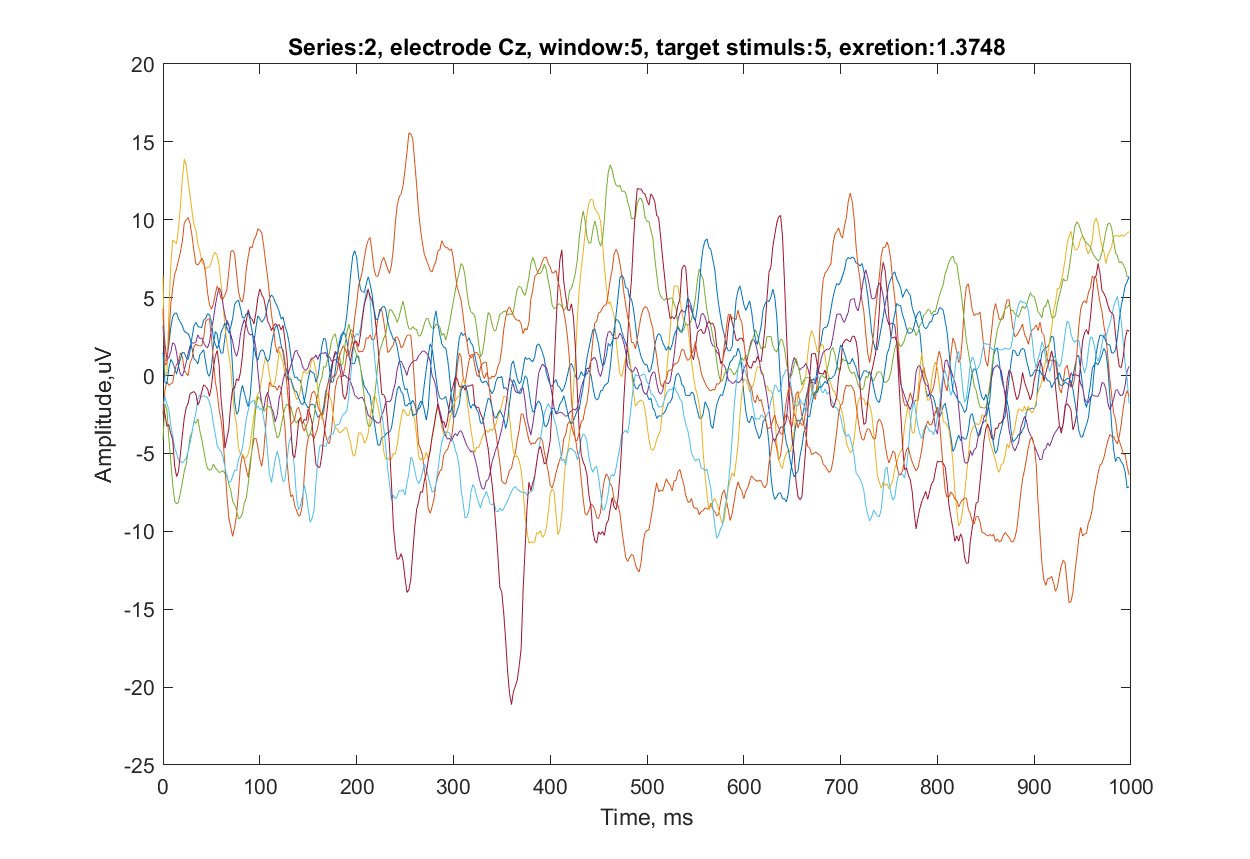 Series:2, electrode Cz, window:5, target stimuls:5, exretion:1.3748
20
15
10
5
0
-5
-10
-15
-20
-25
Amplitude,uV
0 100 200 300 400 500 600 700 800 900 1000
Time, ms